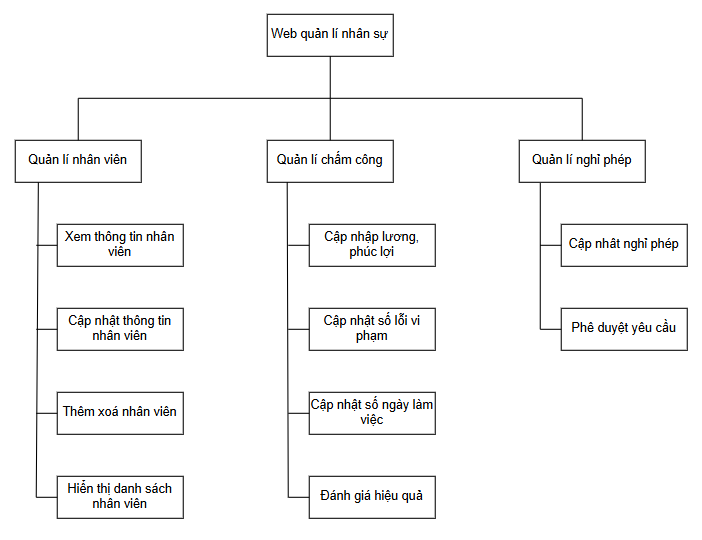 Web quản lí nhân sự
Quản lí nhân viên
Xem thông tin nhân
viên
Cập nhật thông tin
nhân viên
Thêm xoá nhân viên
Hiển thị danh sách
nhân viên
Quản lí chấm công
Cập nhập lương,
phúc lợi
Cập nhật số lỗi vi
phạm
Cập nhật số ngày làm
việc
Đánh giá hiệu quả
Quản lí nghỉ phép
Cập nhât nghỉ phép
Phê duyệt yêu cầu